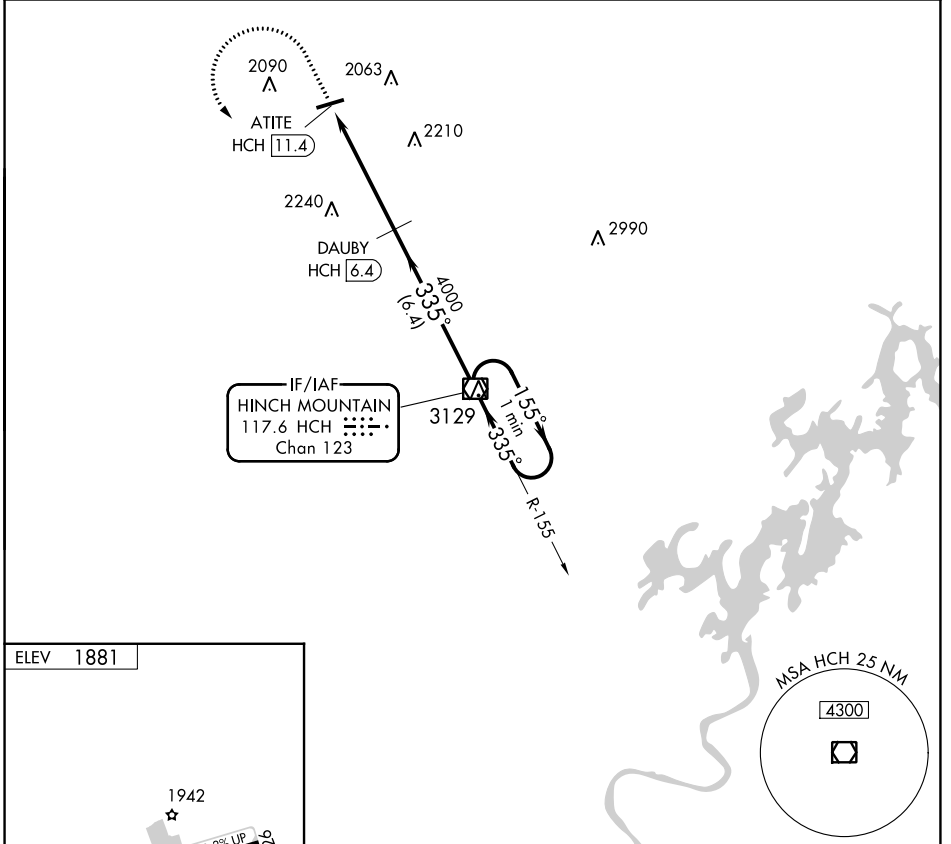 2090
2063
ATITE
HCH 11.4
2210
2240
2990
DAUBY
HCH 6.4
4000
335°
(6.4)
IF/IAF
HINCH MOUNTAIN
117.6 HCH
Chan 123
3129
155°
1 min
335°
R-155
ELEV 1881
MSA HCH 25 NM
4300
1942
% UP
26